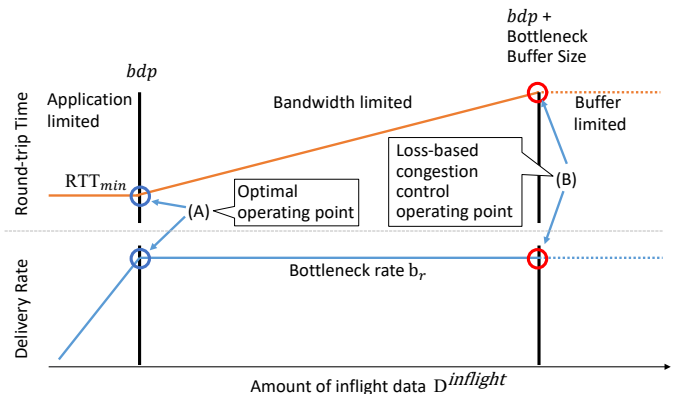 bdp +
Bottleneck
Buffer Size
bdp
Application
limited
Bandwidth limited
Buffer
limited
Round-trip Time
RTTmin
Loss-based
congestion
control
operating point
(B)
(A)
Optimal
operating point
Delivery Rate
Bottleneck rate br
Amount of inflight data Dinflight